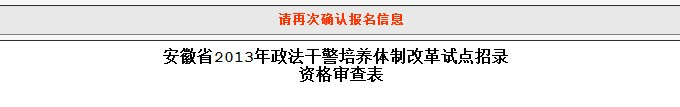 请再次确认报名信息
安徽省2013年政法干警培养体制改革试点招录
资格审查表